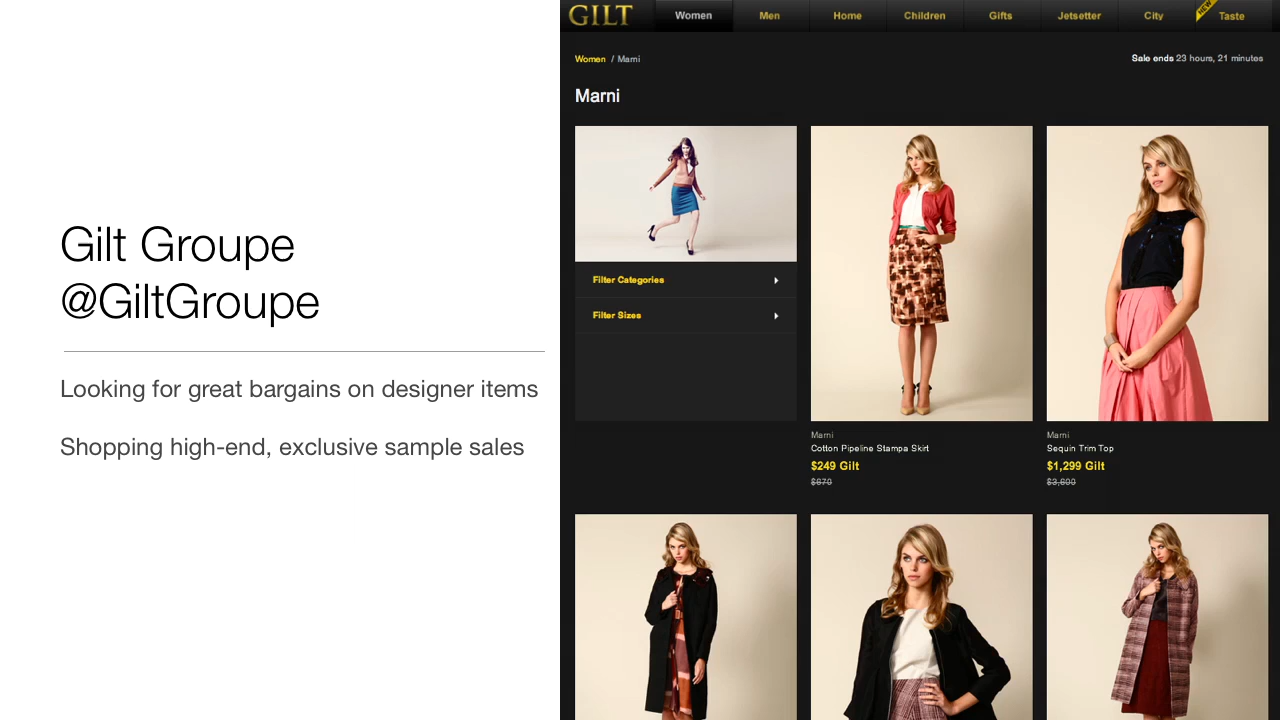 Gilt Groupe
@GiltGroupe
Looking for great bargains on designer items
Shopping high-end, exclusive sample sales
GILT
Women
Men
Home
Children
Gifts
Jetsetter
City
NEW
Taste
Women / Marni
Sale ends 23 hours, 21 minutes
Marni
Filter Categories
Filter Sizes
Marni
Cotton Pipeline Stampa Skirt
$249 Gilt
$670
Marni
Sequin Trim Top
$1,299 Gilt
$3,600